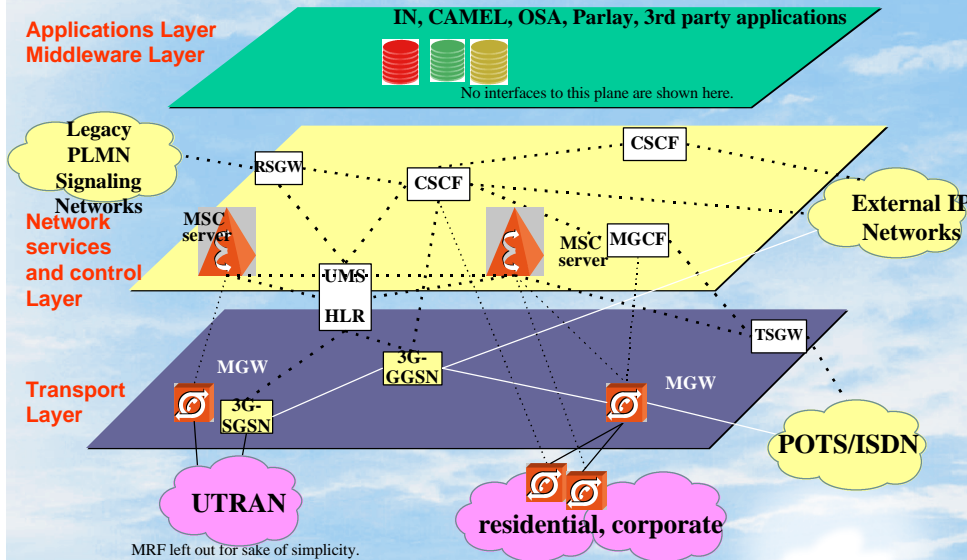 Applications Layer
Middleware Layer
IN, CAMEL, OSA, Parlay, 3rd party applications
No interfaces to this plane are shown here.
Legacy
PLMN
Signaling
Networks
RSGW
CSCF
CSCF
External IP
Networks
Network
services
and control
Layer
MSC
server
MSC
server
MGCF
UMS
HLR
TSGW
Transport
Layer
MGW
3G-
SGSN
3G-
GGSN
MGW
POTS/ISDN
UTRAN
residential, corporate
MRF left out for sake of simplicity.